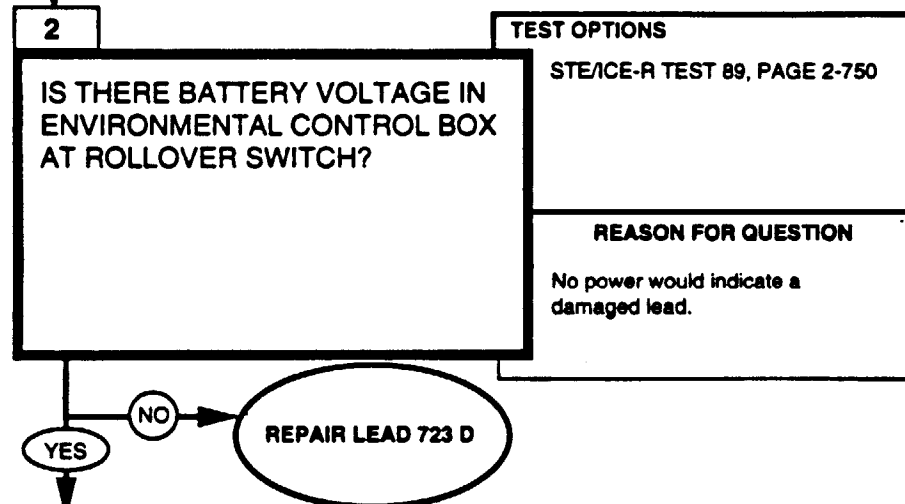 2
IS THERE BATTERY VOLTAGE IN
ENVIRONMENTAL CONTROL BOX
AT ROLLOVER SWITCH?
TEST OPTIONS
STE/ICE-R TEST 89, PAGE 2-750
REASON FOR QUESTION
No power would indicate a
damaged lead.
NO
REPAIR LEAD 723 D
YES